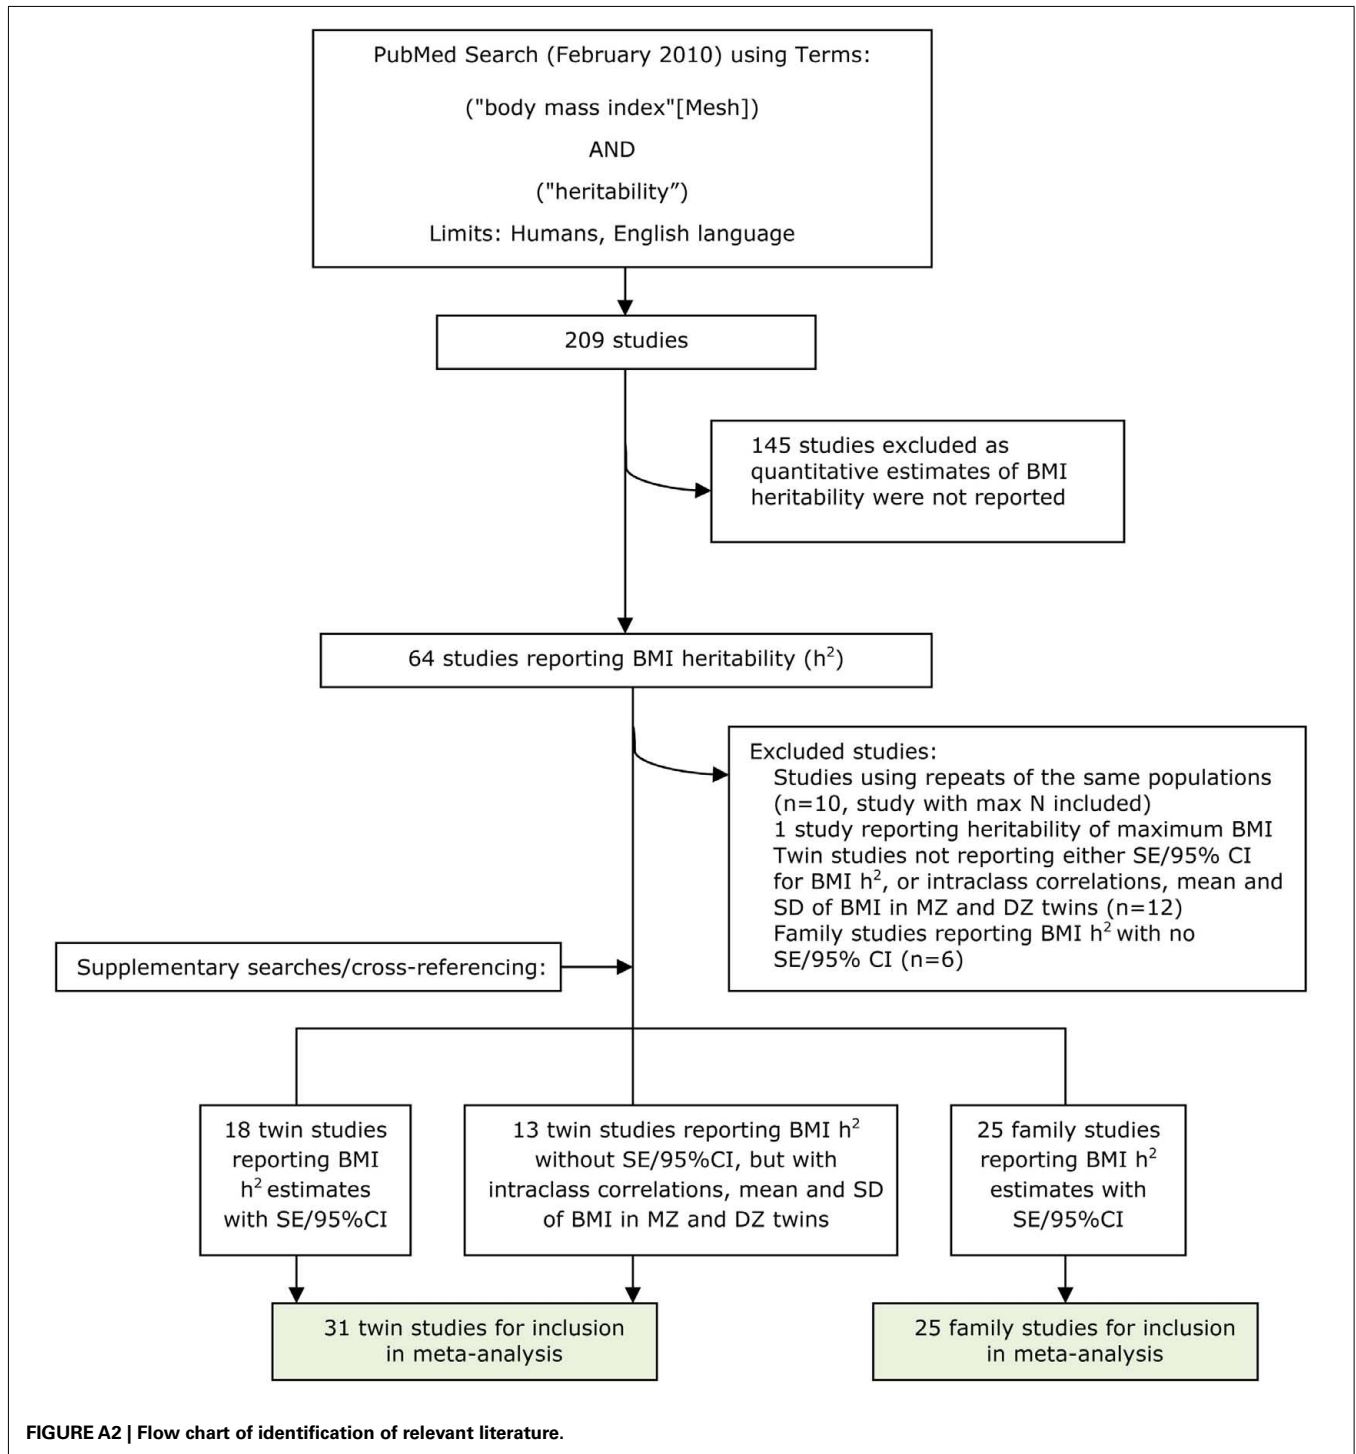 PubMed Search (February 2010) using Terms:
("body mass index"[Mesh])
AND
("heritability”)
Limits: Humans, English language
209 studies
145 studies excluded as
quantitative estimates of BMI
heritability were not reported
64 studies reporting BMI heritability (h²)
Excluded studies:
Studies using repeats of the same populations
(n=10, study with max N included)
1 study reporting heritability of maximum BMI
Twin studies not reporting either SE/95% CI
for BMI h², or intraclass correlations, mean and
SD of BMI in MZ and DZ twins (n=12)
Family studies reporting BMI h² with no
SE/95% CI (n=6)
Supplementary searches/cross-referencing:
18 twin studies
reporting BMI
h² estimates
with SE/95%CI
13 twin studies reporting BMI h²
without SE/95%CI, but with
intraclass correlations, mean and SD
of BMI in MZ and DZ twins
25 family studies
reporting BMI h²
estimates with
SE/95%CI
31 twin studies for inclusion
in meta-analysis
25 family studies for inclusion
in meta-analysis
FIGURE A2 | Flow chart of identification of relevant literature.